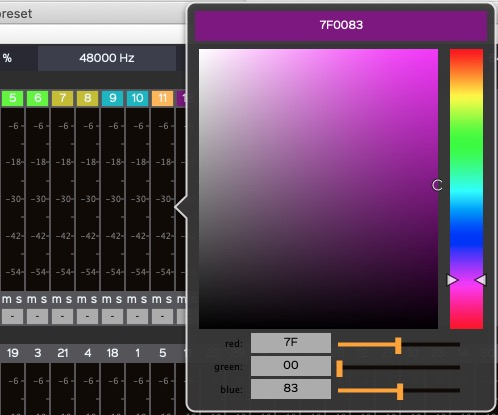 preset
7F0083
%
48000 Hz
5 6 7 8 9 10 11
-6 -6 -6 -6 -6 -6 -6
-18 -18 -18 -18 -18 -18 -18
-30 -30 -30 -30 -30 -30 -30
-42 -42 -42 -42 -42 -42 -42
-54 -54 -54 -54 -54 -54 -54
m s m s m s m s m s m s m s m
- - - - - - -
red: 7F
19 3 21 4 18 1 5 1
green: 00
-6 -6 -6 -6 -6 -6 -6
blue: 83